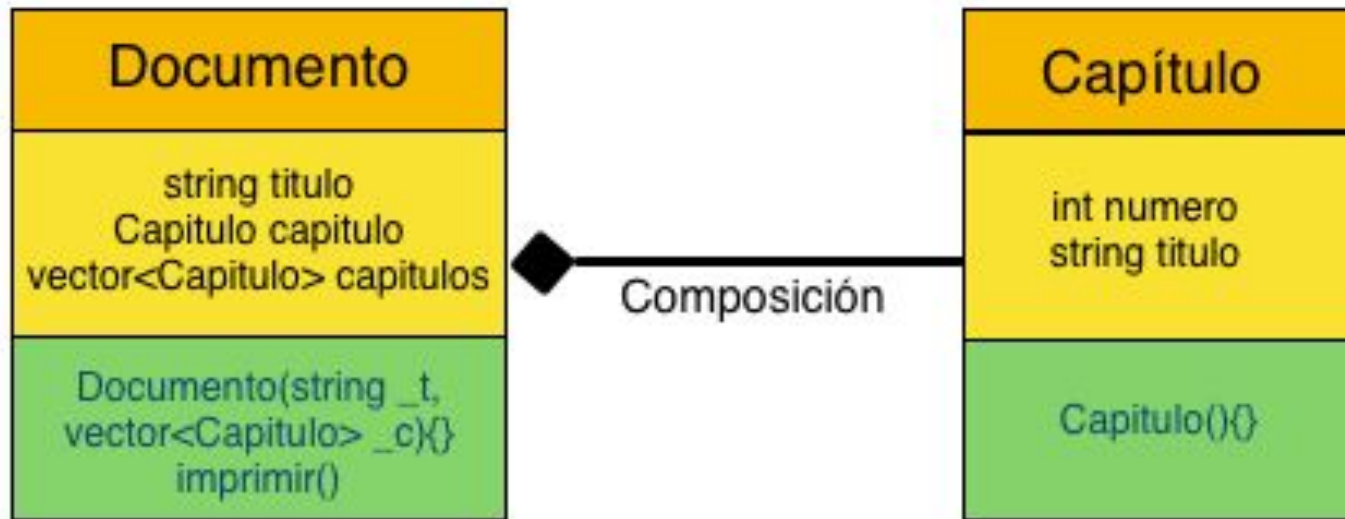 Documento
string titulo
Capitulo capitulo
vector<Capitulo> capitulos
Documento(string _t,
vector<Capitulo> _c){}
imprimir()
Composición
Capítulo
int numero
string titulo
Capitulo(){}